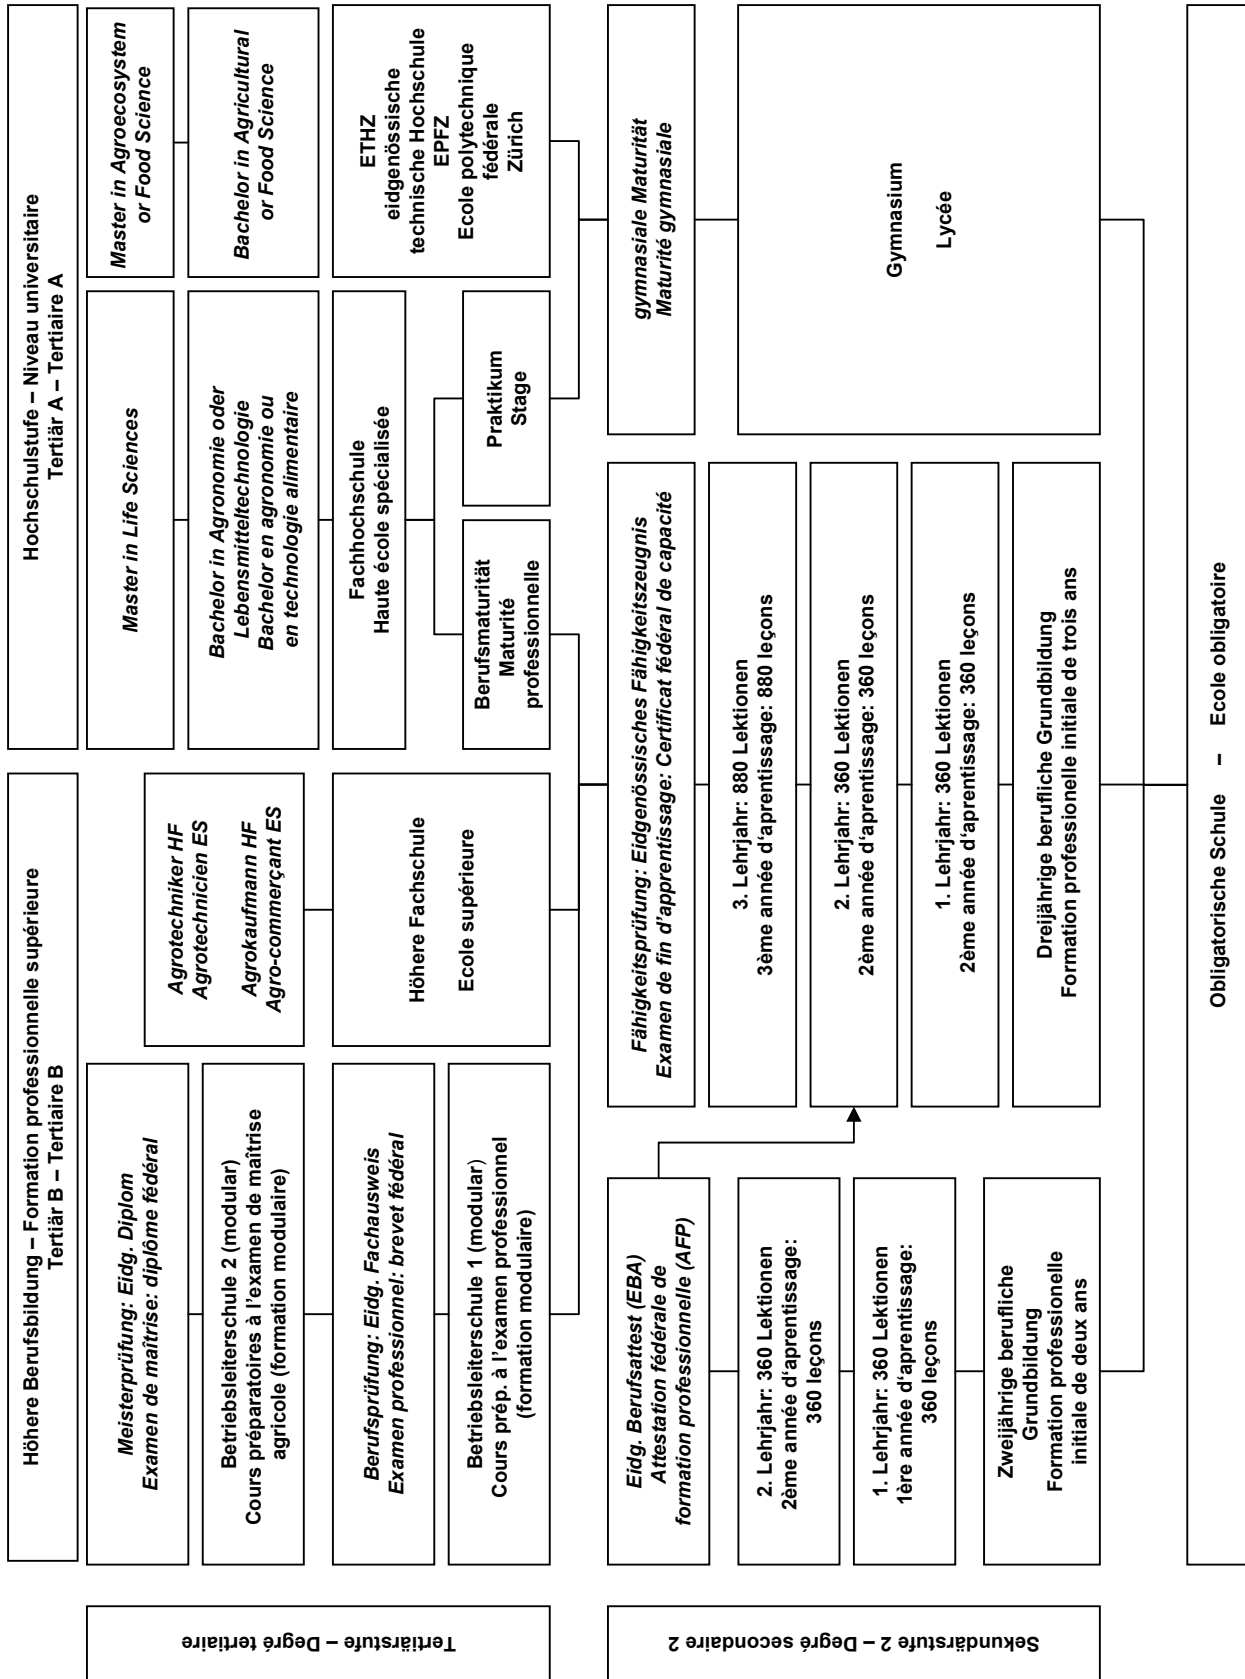 Höhere Berufsbildung – Formation professionnelle supérieure
Tertiär B – Tertiaire B
Hochschulstufe – Niveau universitaire
Tertiär A – Tertiaire A
Tertiärstufe – Degré tertiaire
Meisterprüfung: Eidg. Diplom
Examen de maîtrise: diplôme fédéral
Betriebsleiterschule 2 (modular)
Cours préparatoires à l'examen de maîtrise
agricole (formation modulaire)
Berufsprüfung: Eidg. Fachausweis
Examen professionnel: brevet fédéral
Betriebsleiterschule 1 (modular)
Cours prép. à l'examen professionnel
(formation modulaire)
Agrotechniker HF
Agrotechnicien ES
Agrokaufmann HF
Agro-commerçant ES
Höhere Fachschule
Ecole supérieure
Master in Life Sciences
Bachelor in Agronomie oder
Lebensmitteltechnologie
Bachelor en agronomie ou
en technologie alimentaire
Fachhochschule
Haute école spécialisée
Berufsmaturität
Maturité
professionnelle
Praktikum
Stage
Master in Agroecosystem
or Food Science
Bachelor in Agricultural
or Food Science
ETHZ
eidgenössische
technische Hochschule
EPFZ
Ecole polytechnique
fédérale
Zürich
Sekundärstufe 2 – Degré secondaire 2
Eidg. Berufsattest (EBA)
Attestation fédérale de
formation professionnelle (AFP)
2. Lehrjahr: 360 Lektionen
2ème année d'aprentissage:
360 leçons
1. Lehrjahr: 360 Lektionen
1ère année d'aprentissage:
360 leçons
Zweijährige berufliche
Grundbildung
Formation professionelle
initiale de deux ans
Fähigkeitsprüfung: Eidgenössisches Fähigkeitszeugnis
Examen de fin d'apprentissage: Certificat fédéral de capacité
3. Lehrjahr: 880 Lektionen
3ème année d'aprentissage: 880 leçons
2. Lehrjahr: 360 Lektionen
2ème année d'aprentissage: 360 leçons
1. Lehrjahr: 360 Lektionen
2ème année d'aprentissage: 360 leçons
Dreijährige berufliche Grundbildung
Formation professionelle initiale de trois ans
gymnasiale Maturität
Maturité gymnasiale
Gymnasium
Lycée
Obligatorische Schule – Ecole obligatoire